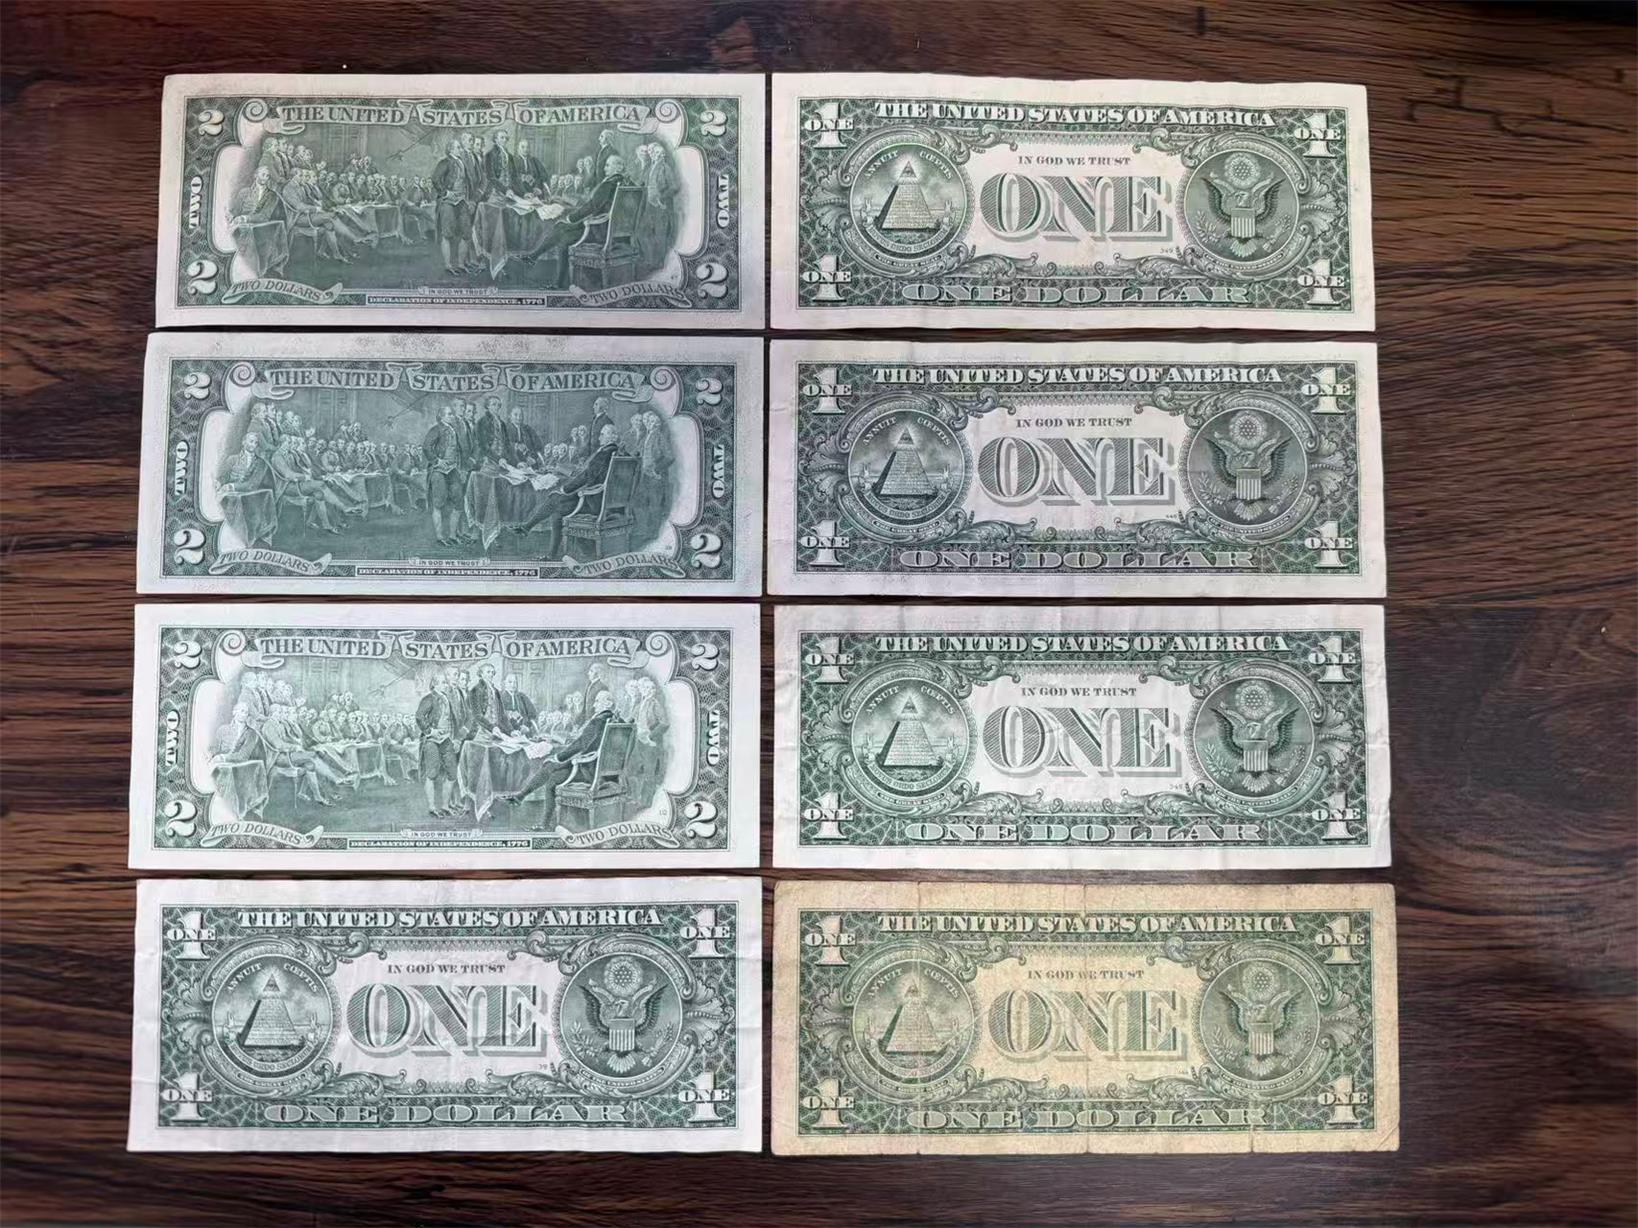 2 THE UNITED STATES OF AMERICA 2
TWO TWO
2 TWO DOLLARS IN GOD WE TRUST TWO DOLLARS 2
DECLARATION OF INDEPENDENCE, 1776
1 ONE THE UNITED STATES OF AMERICA 1 ONE
IN GOD WE TRUST
ANNUIT CŒPTIS
ONE
1 ONE ONE DOLLAR 1 ONE
2 THE UNITED STATES OF AMERICA 2
TWO TWO
2 TWO DOLLARS IN GOD WE TRUST TWO DOLLARS 2
DECLARATION OF INDEPENDENCE, 1776
1 ONE THE UNITED STATES OF AMERICA 1 ONE
IN GOD WE TRUST
ANNUIT CŒPTIS
ONE
1 ONE ONE DOLLAR 1 ONE
2 THE UNITED STATES OF AMERICA 2
TWO TWO
2 TWO DOLLARS IN GOD WE TRUST TWO DOLLARS 2
DECLARATION OF INDEPENDENCE, 1776
1 ONE THE UNITED STATES OF AMERICA 1 ONE
IN GOD WE TRUST
ANNUIT CŒPTIS
ONE
1 ONE ONE DOLLAR 1 ONE
1 ONE THE UNITED STATES OF AMERICA 1 ONE
IN GOD WE TRUST
ANNUIT CŒPTIS
ONE
1 ONE ONE DOLLAR 1 ONE
1 ONE THE UNITED STATES OF AMERICA 1 ONE
IN GOD WE TRUST
ANNUIT CŒPTIS
ONE
1 ONE ONE DOLLAR 1 ONE